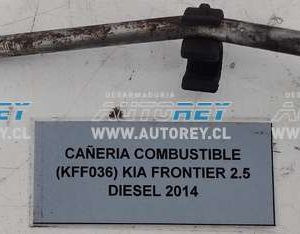 DESARMADURIA
AUTOREY
WWW.AUTOREY.CL
CAÑERIA COMBUSTIBLE
(KFF036) KIA FRONTIER 2.5
DIESEL 2014